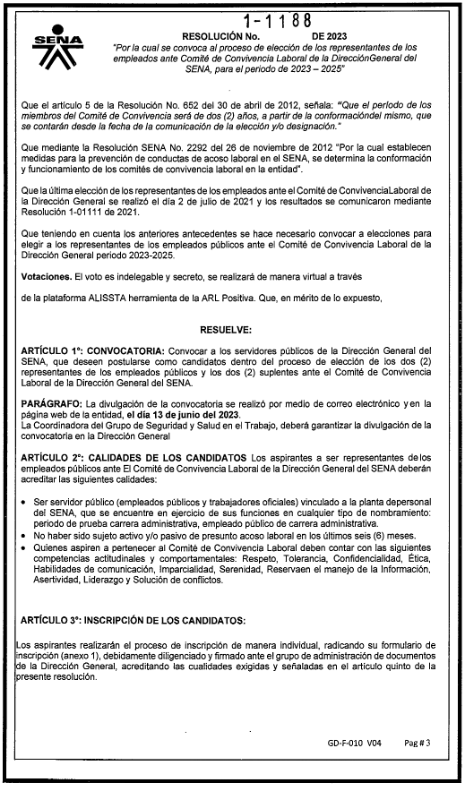 1-1188
SENA
RESOLUCIÓN No. DE 2023
"Por la cual se convoca al proceso de elección de los representantes de los
empleados ante Comité de Convivencia Laboral de la DirecciónGeneral del
SENA, para el periodo de 2023 – 2025"
Que el artículo 5 de la Resolución No. 652 del 30 de abril de 2012, señala: "Que el período de los
miembros del Comité de Convivencia será de dos (2) años, a partir de la conformacióndel mismo, que
se contarán desde la fecha de la comunicación de la elección y/o designación."
Que mediante la Resolución SENA No. 2292 del 26 de noviembre de 2012 "Por la cual establecen
medidas para la prevención de conductas de acoso laboral en el SENA, se determina la conformación
y funcionamiento de los comités de convivencia laboral en la entidad".
Que la última elección de los representantes de los empleados ante el Comité de ConvivenciaLaboral de
la Dirección General se realizó el día 2 de julio de 2021 y los resultados se comunicaron mediante
Resolución 1-01111 de 2021.
Que teniendo en cuenta los anteriores antecedentes se hace necesario convocar a elecciones para
elegir a los representantes de los empleados públicos ante el Comité de Convivencia Laboral de la
Dirección General periodo 2023-2025.
Votaciones. El voto es indelegable y secreto, se realizará de manera virtual a través
de la plataforma ALISSTA herramienta de la ARL Positiva. Que, en mérito de lo expuesto,
RESUELVE:
ARTÍCULO 1º: CONVOCATORIA: Convocar a los servidores públicos de la Dirección General del
SENA, que deseen postularse como candidatos dentro del proceso de elección de los dos (2)
representantes de los empleados públicos y los dos (2) suplentes ante el Comité de Convivencia
Laboral de la Dirección General del SENA.
PARÁGRAFO: La divulgación de la convocatoria se realizó por medio de correo electrónico y en la
página web de la entidad, el día 13 de junio del 2023.
La Coordinadora del Grupo de Seguridad y Salud en el Trabajo, deberá garantizar la divulgación de la
convocatoria en la Dirección General
ARTÍCULO 2º: CALIDADES DE LOS CANDIDATOS Los aspirantes a ser representantes delos
empleados públicos ante El Comité de Convivencia Laboral de la Dirección General del SENA deberán
acreditar las siguientes calidades:
• Ser servidor público (empleados públicos y trabajadores oficiales) vinculado a la planta depersonal
del SENA, que se encuentre en ejercicio de sus funciones en cualquier tipo de nombramiento:
periodo de prueba carrera administrativa, empleado público de carrera administrativa.
• No haber sido sujeto activo y/o pasivo de presunto acoso laboral en los últimos seis (6) meses.
• Quienes aspiren a pertenecer al Comité de Convivencia Laboral deben contar con las siguientes
competencias actitudinales y comportamentales: Respeto, Tolerancia, Confidencialidad, Ética,
Habilidades de comunicación, Imparcialidad, Serenidad, Reservaen el manejo de la Información,
Asertividad, Liderazgo y Solución de conflictos.
ARTÍCULO 3º: INSCRIPCIÓN DE LOS CANDIDATOS:
Los aspirantes realizarán el proceso de inscripción de manera individual, radicando su formulario de
inscripción (anexo 1), debidamente diligenciado y firmado ante el grupo de administración de documentos
de la Dirección General, acreditando las cualidades exigidas y señaladas en el artículo quinto de la
presente resolución.
GD-F-010 V04 Pag # 3